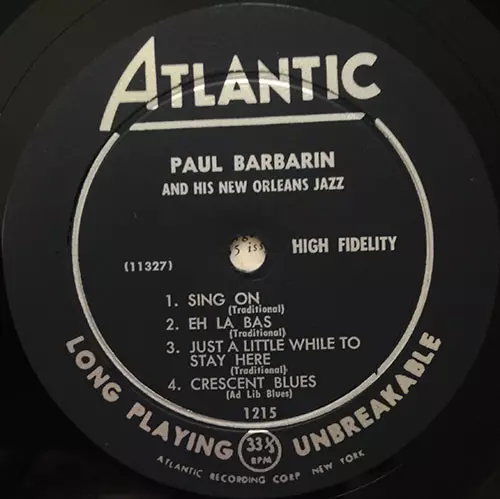 ATLANTIC
PAUL BARBARIN
AND HIS NEW ORLEANS JAZZ
HIGH FIDELITY
(11327)
1. SING ON
(Traditional)
2. EH LA BAS
(Traditional)
3. JUST A LITTLE WHILE TO
STAY HERE
(Traditional)
4. CRESCENT BLUES
(Ad Lib Blues)
1215
LONG PLAYING 33⅓ RPM UNBREAKABLE
ATLANTIC RECORDING CORP NEW YORK